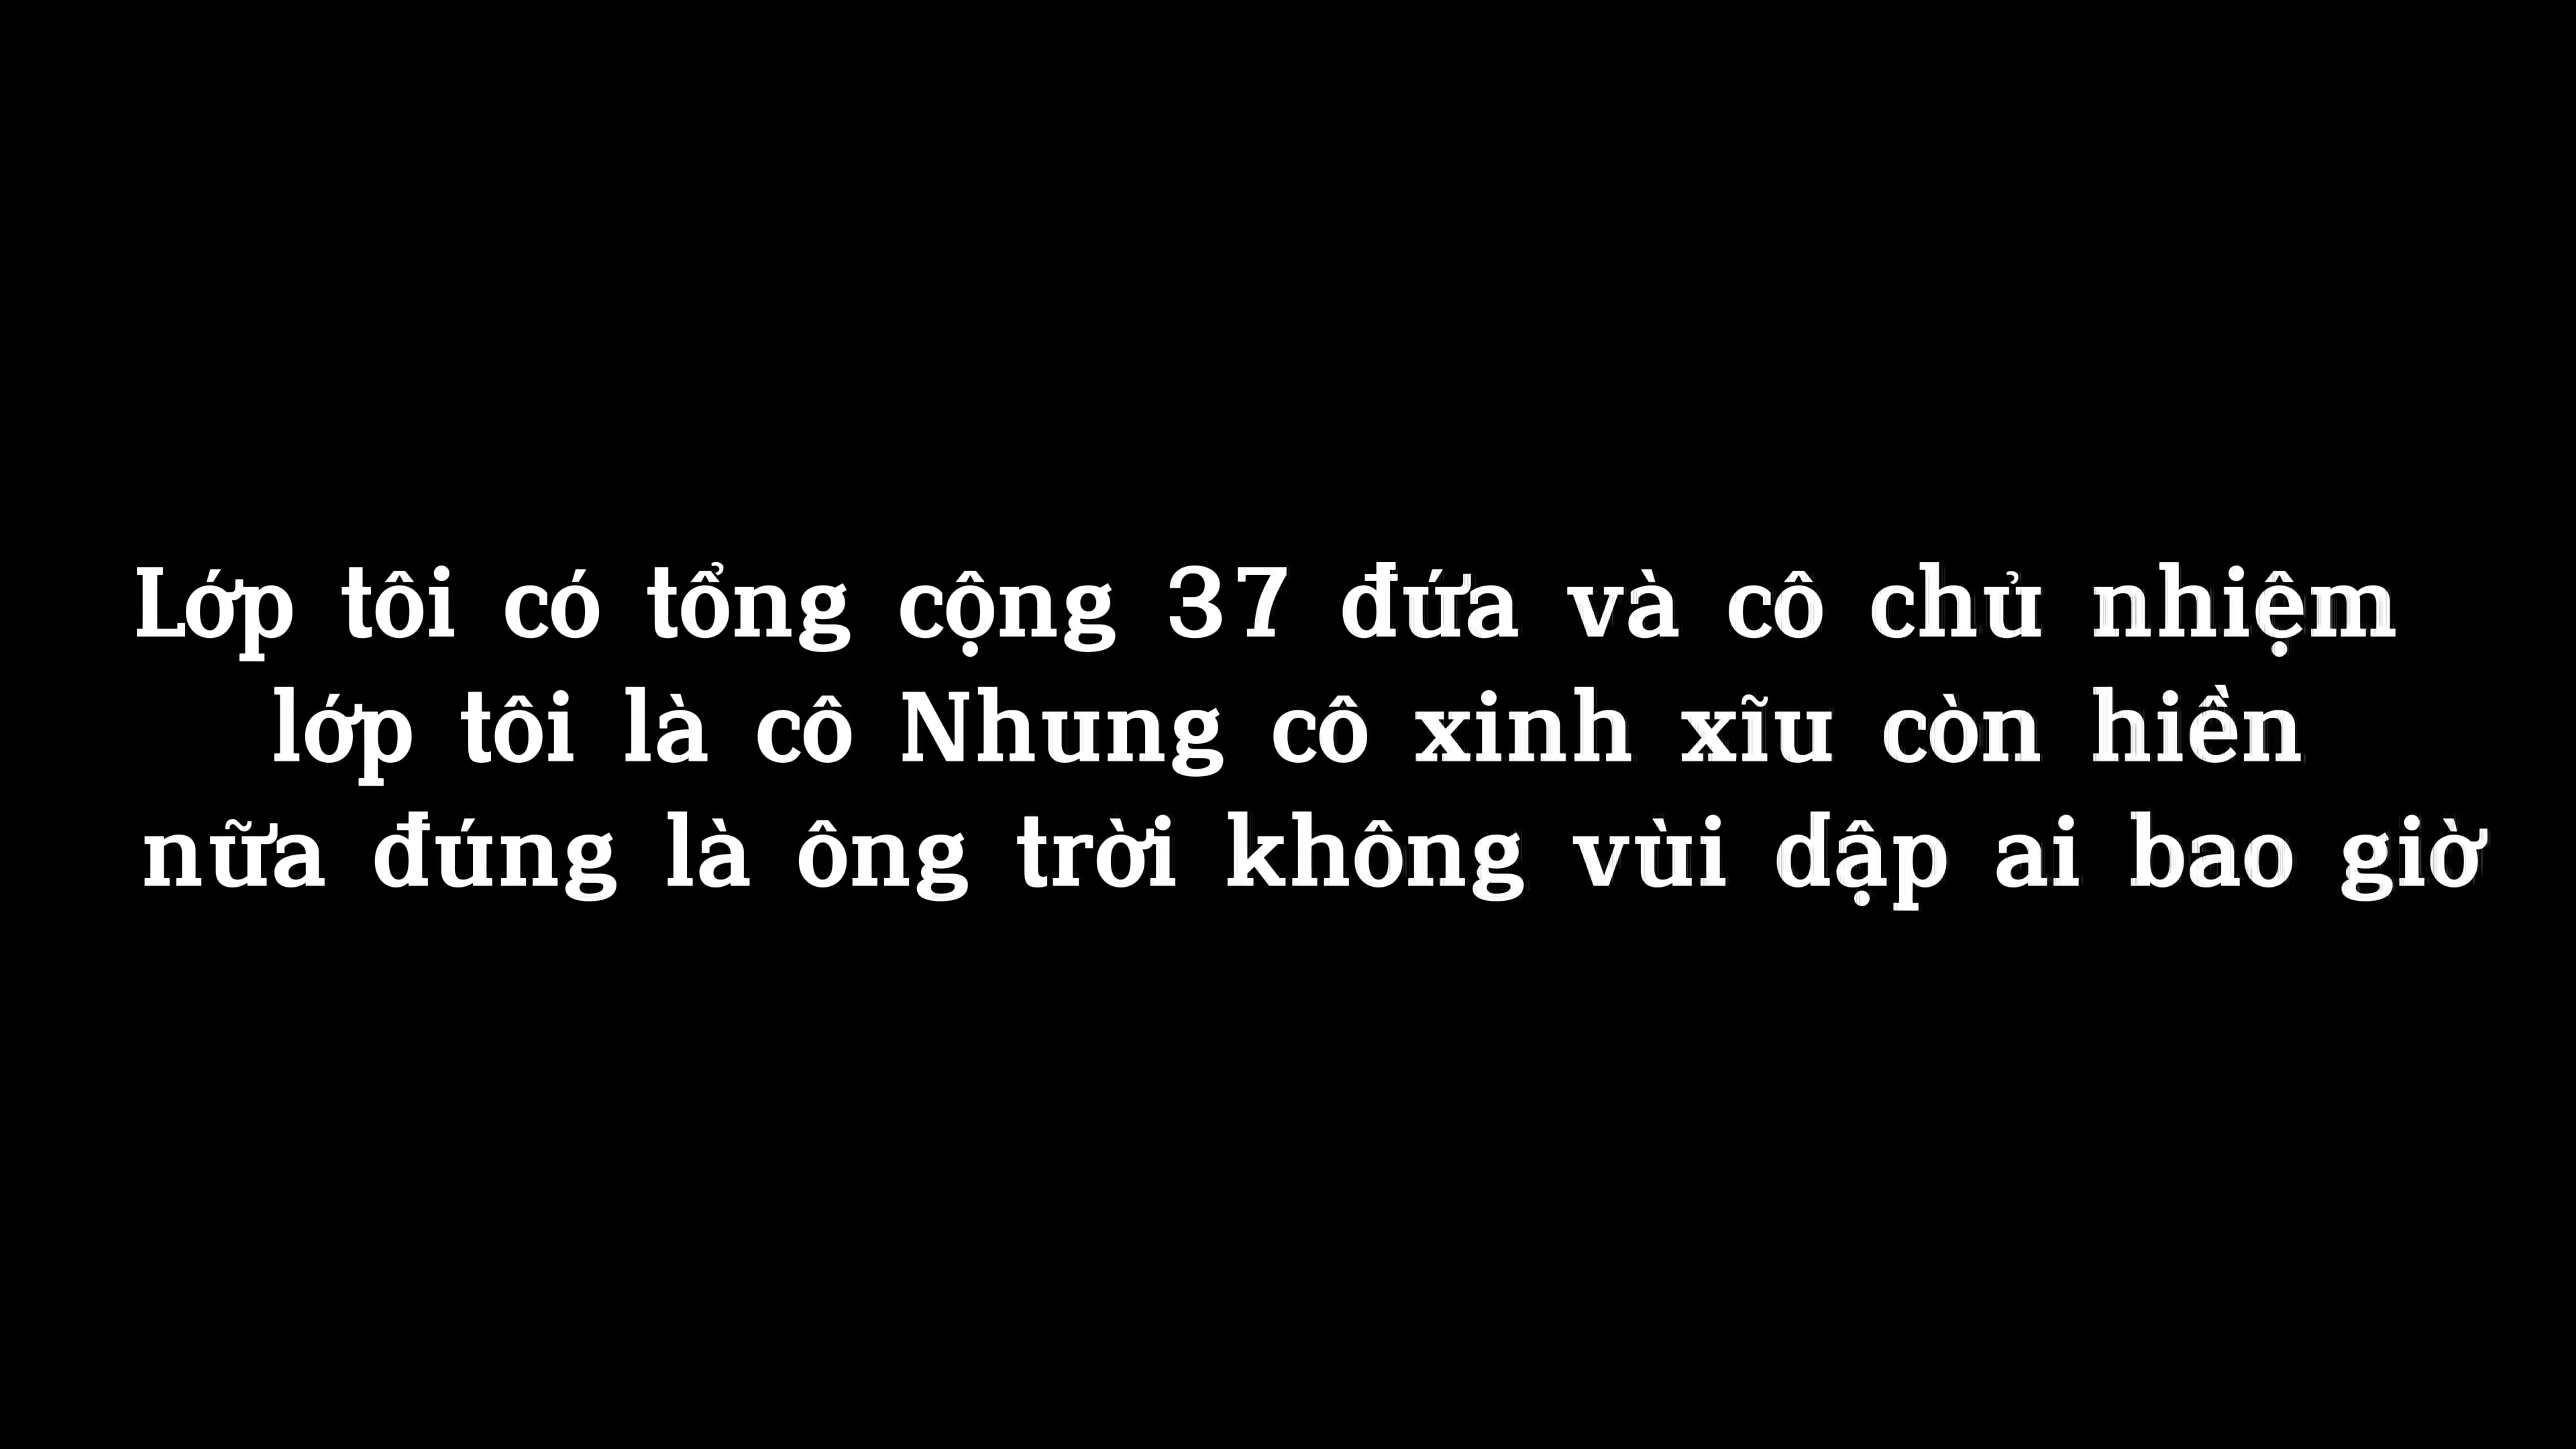 Lớp tôi có tổng cộng 37 đứa và cô chủ nhiệm
lớp tôi là cô Nhung cô xinh xĩu còn hiền
nữa đúng là ông trời không vùi dập ai bao giờ